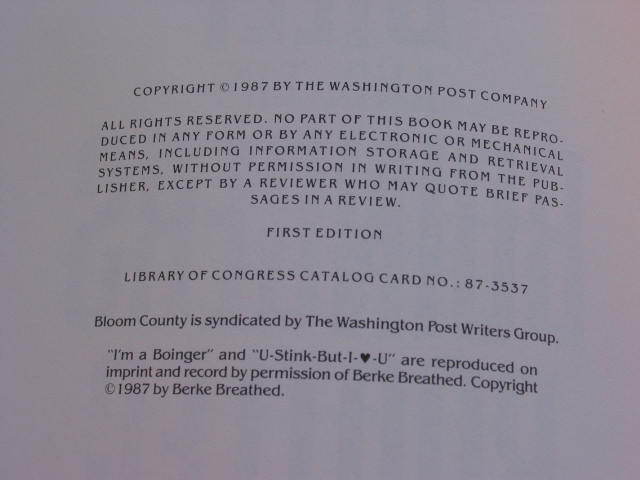 COPYRIGHT ©1987 BY THE WASHINGTON POST COMPANY
ALL RIGHTS RESERVED. NO PART OF THIS BOOK MAY BE REPRO-
DUCED IN ANY FORM OR BY ANY ELECTRONIC OR MECHANICAL
MEANS, INCLUDING INFORMATION STORAGE AND RETRIEVAL
SYSTEMS, WITHOUT PERMISSION IN WRITING FROM THE PUB-
LISHER, EXCEPT BY A REVIEWER WHO MAY QUOTE BRIEF PAS-
SAGES IN A REVIEW.
FIRST EDITION
LIBRARY OF CONGRESS CATALOG CARD NO.: 87-3537
Bloom County is syndicated by The Washington Post Writers Group.
"I'm a Boinger" and "U-Stink-But-I-♥-U" are reproduced on
imprint and record by permission of Berke Breathed. Copyright
©1987 by Berke Breathed.